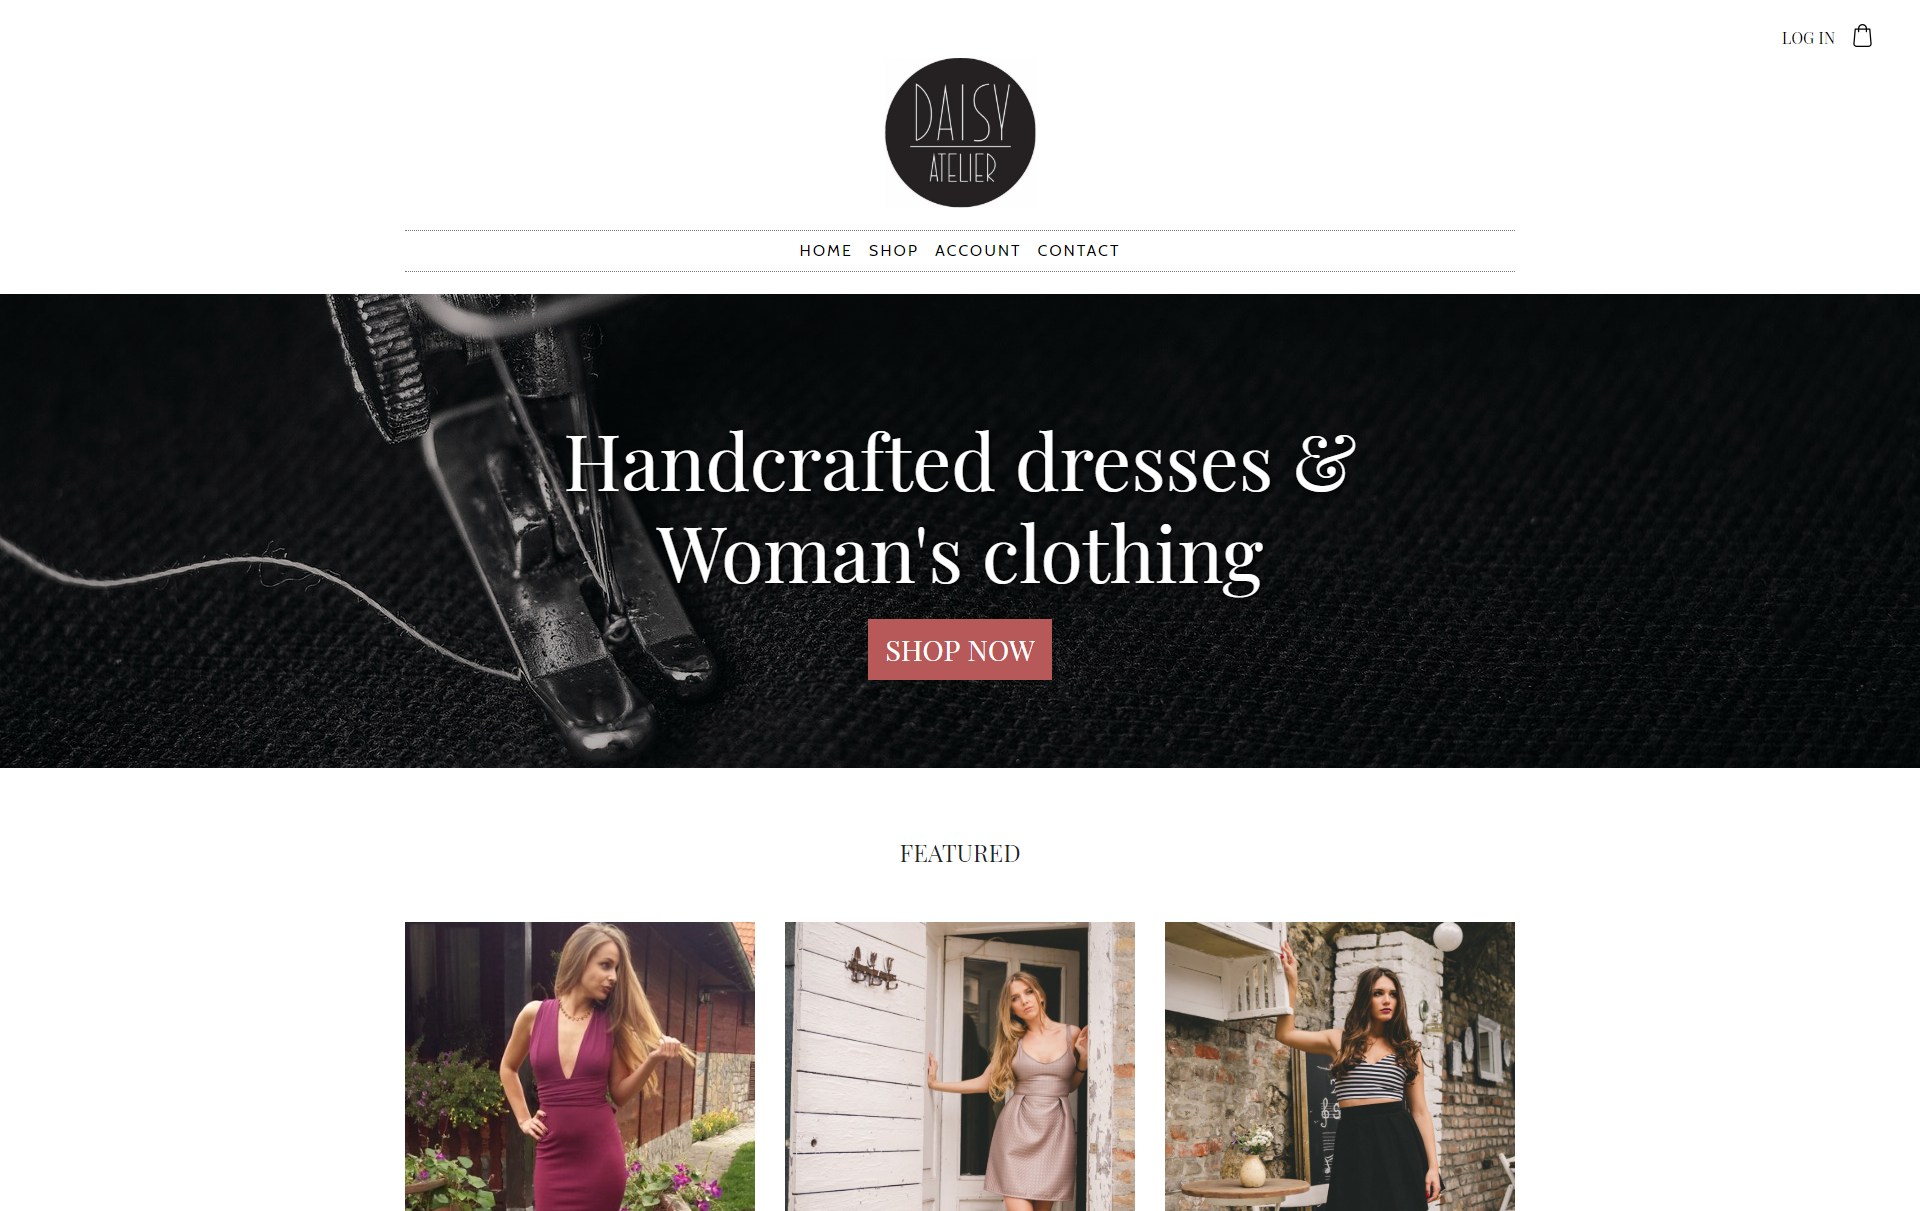 LOG IN
DAISY
ATELIER
HOME SHOP ACCOUNT CONTACT
Handcrafted dresses &
Woman's clothing
SHOP NOW
FEATURED